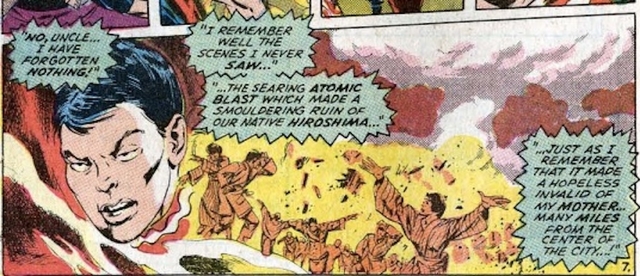 "NO, UNCLE...
I HAVE
FORGOTTEN
NOTHING!"
"I REMEMBER
WELL THE
SCENES I NEVER
SAW..."
"...THE SEARING ATOMIC
BLAST WHICH MADE A
SMOULDERING RUIN OF
OUR NATIVE HIROSHIMA..."
"...JUST AS I
REMEMBER
THAT IT MADE
A HOPELESS
INVALID OF
MY MOTHER...
MANY MILES
FROM THE
CENTER OF
THE CITY...!"
7